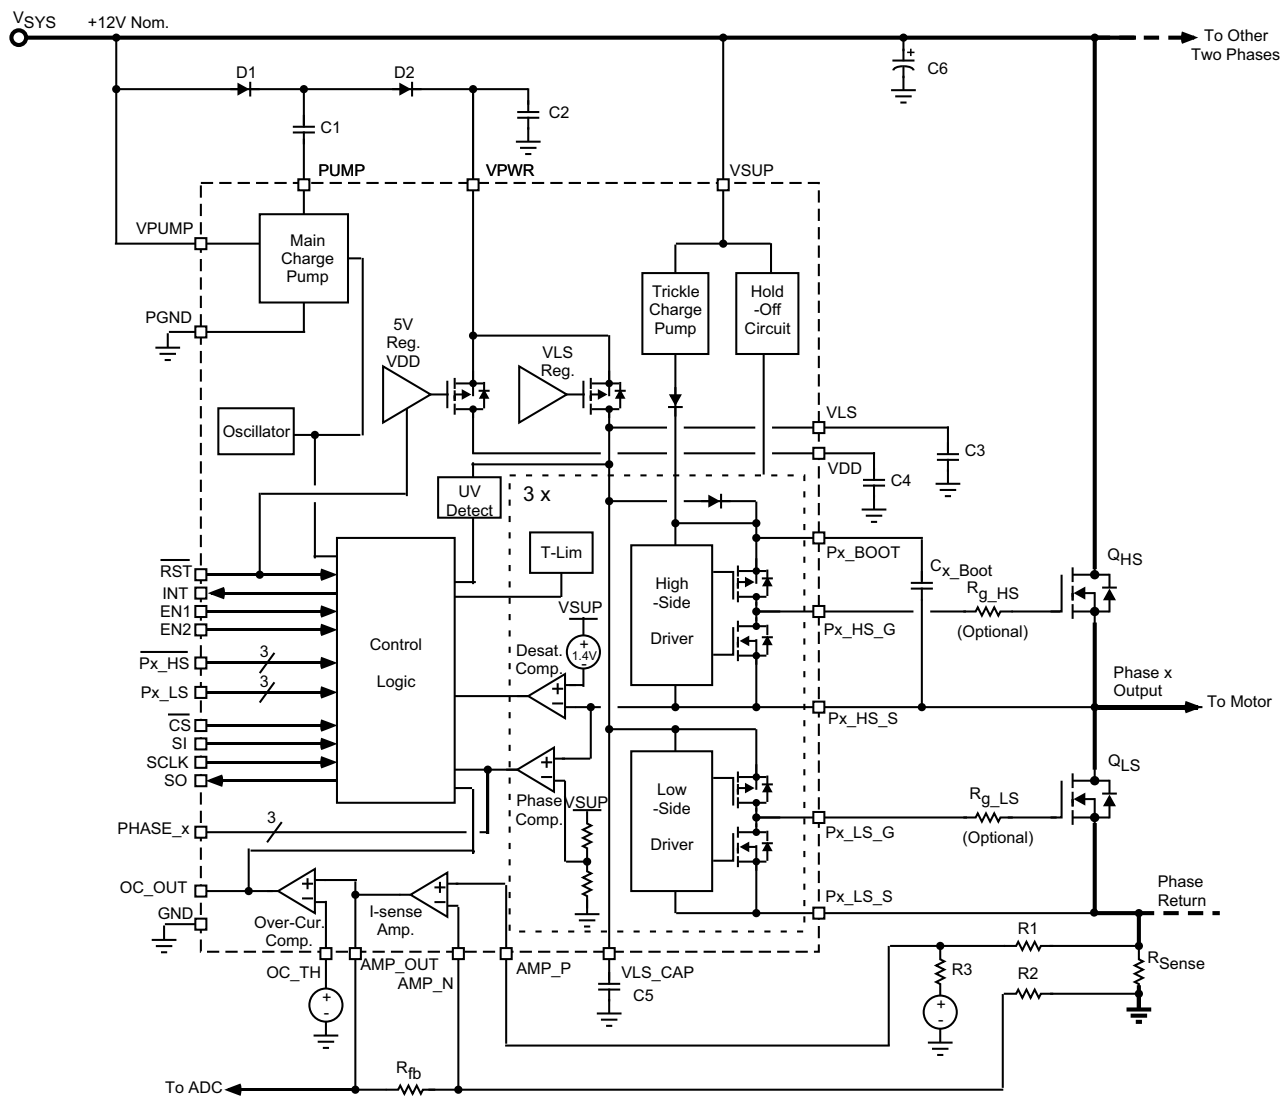 VSYS +12V Nom.
To Other
Two Phases
C6
D1
D2
C1
C2
PUMP
VPWR
VSUP
VPUMP
Main
Charge
Pump
Trickle
Charge
Pump
Hold
-Off
Circuit
PGND
5V
Reg.
VDD
VLS
Reg.
Oscillator
VLS
VDD
C3
C4
UV
Detect
3 x
T-Lim
Px_BOOT
Cx_Boot
QHS
High
-Side
Driver
Rg_HS
(Optional)
Px_HS_G
RST
INT
EN1
EN2
Px_HS
3
Px_LS
3
CS
SI
SCLK
SO
Control
Logic
VSUP
+
1.4V
-
Desat.
Comp.
+
–
Phase x
Output
To Motor
Px_HS_S
+
–
Phase
Comp.
VSUP
Low
-Side
Driver
QLS
Rg_LS
(Optional)
Px_LS_G
PHASE_x
3
OC_OUT
GND
+
–
Over-Cur.
Comp.
+
–
I-sense
Amp.
Px_LS_S
Phase
Return
OC_TH
AMP_OUT
AMP_N
AMP_P
VLS_CAP
C5
R1
R2
R3
RSense
+
-
+
-
Rfb
To ADC